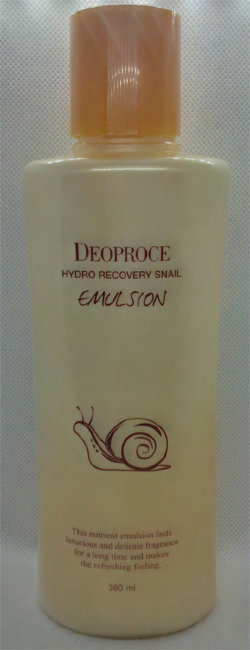 DEOPROCE
HYDRO RECOVERY SNAIL
EMULSION
This nutrient emulsion lasts
luxurious and delicate fragrance
for a long time and makes
the refreshing feeling.
380 ml